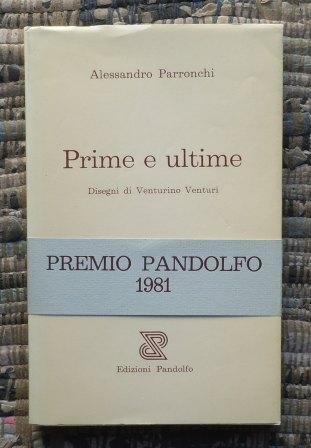 Alessandro Parronchi
Prime e ultime
Disegni di Venturino Venturi
PREMIO PANDOLFO
1981
Edizioni Pandolfo